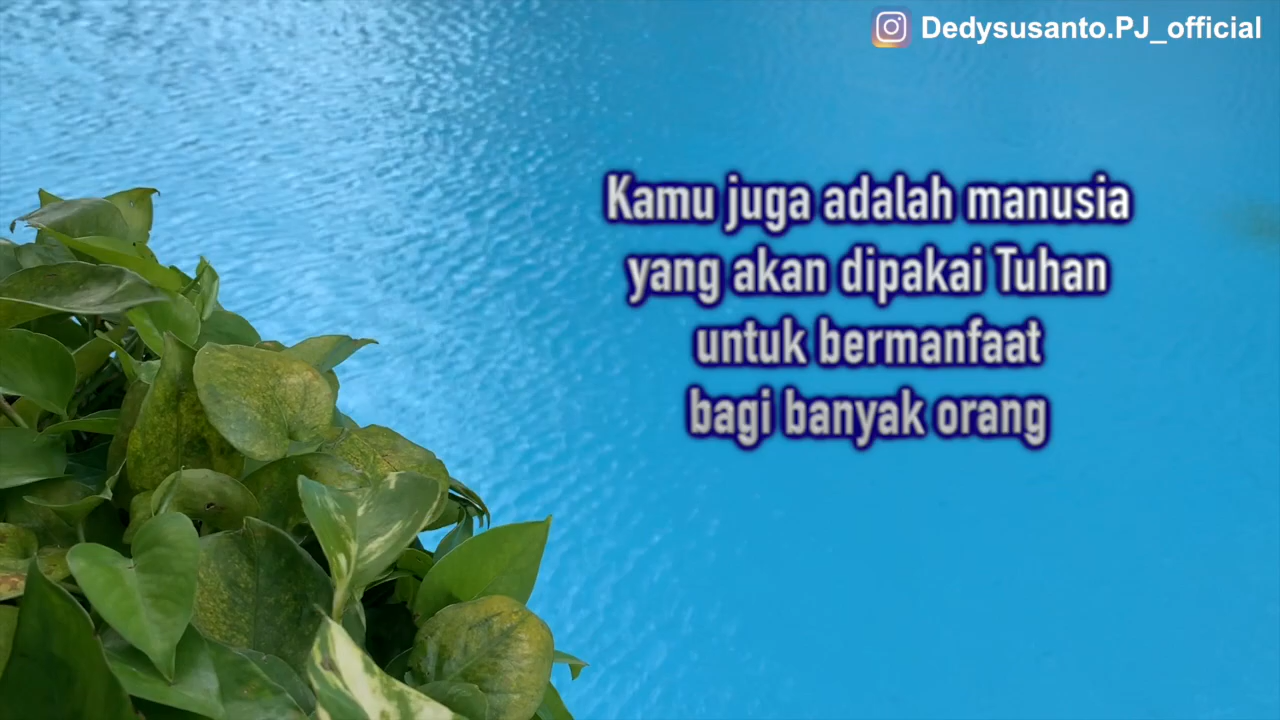 Dedysusanto.PJ_official
Kamu juga adalah manusia
yang akan dipakai Tuhan
untuk bermanfaat
bagi banyak orang